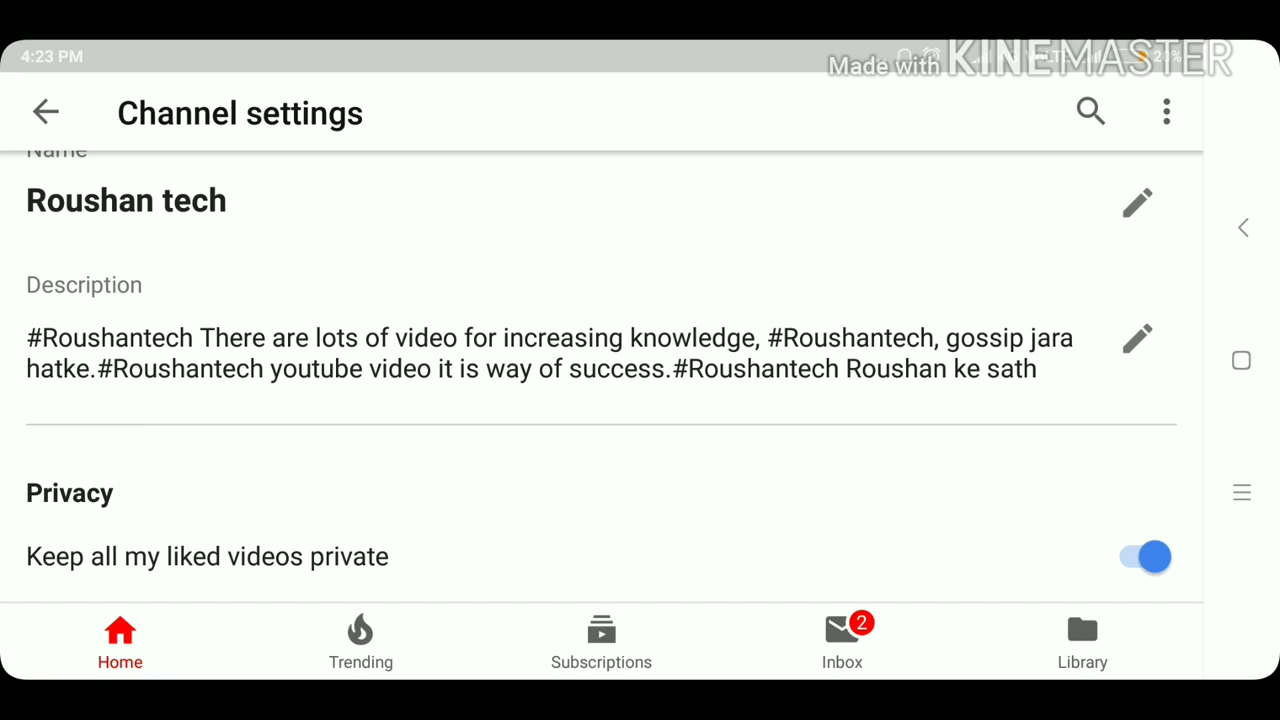 4:23 PM
Made with KINEMASTER
Channel settings
Name
Roushan tech
Description
#Roushantech There are lots of video for increasing knowledge, #Roushantech, gossip jara
hatke.#Roushantech youtube video it is way of success.#Roushantech Roushan ke sath
Privacy
Keep all my liked videos private
2
Home
Trending
Subscriptions
Inbox
Library